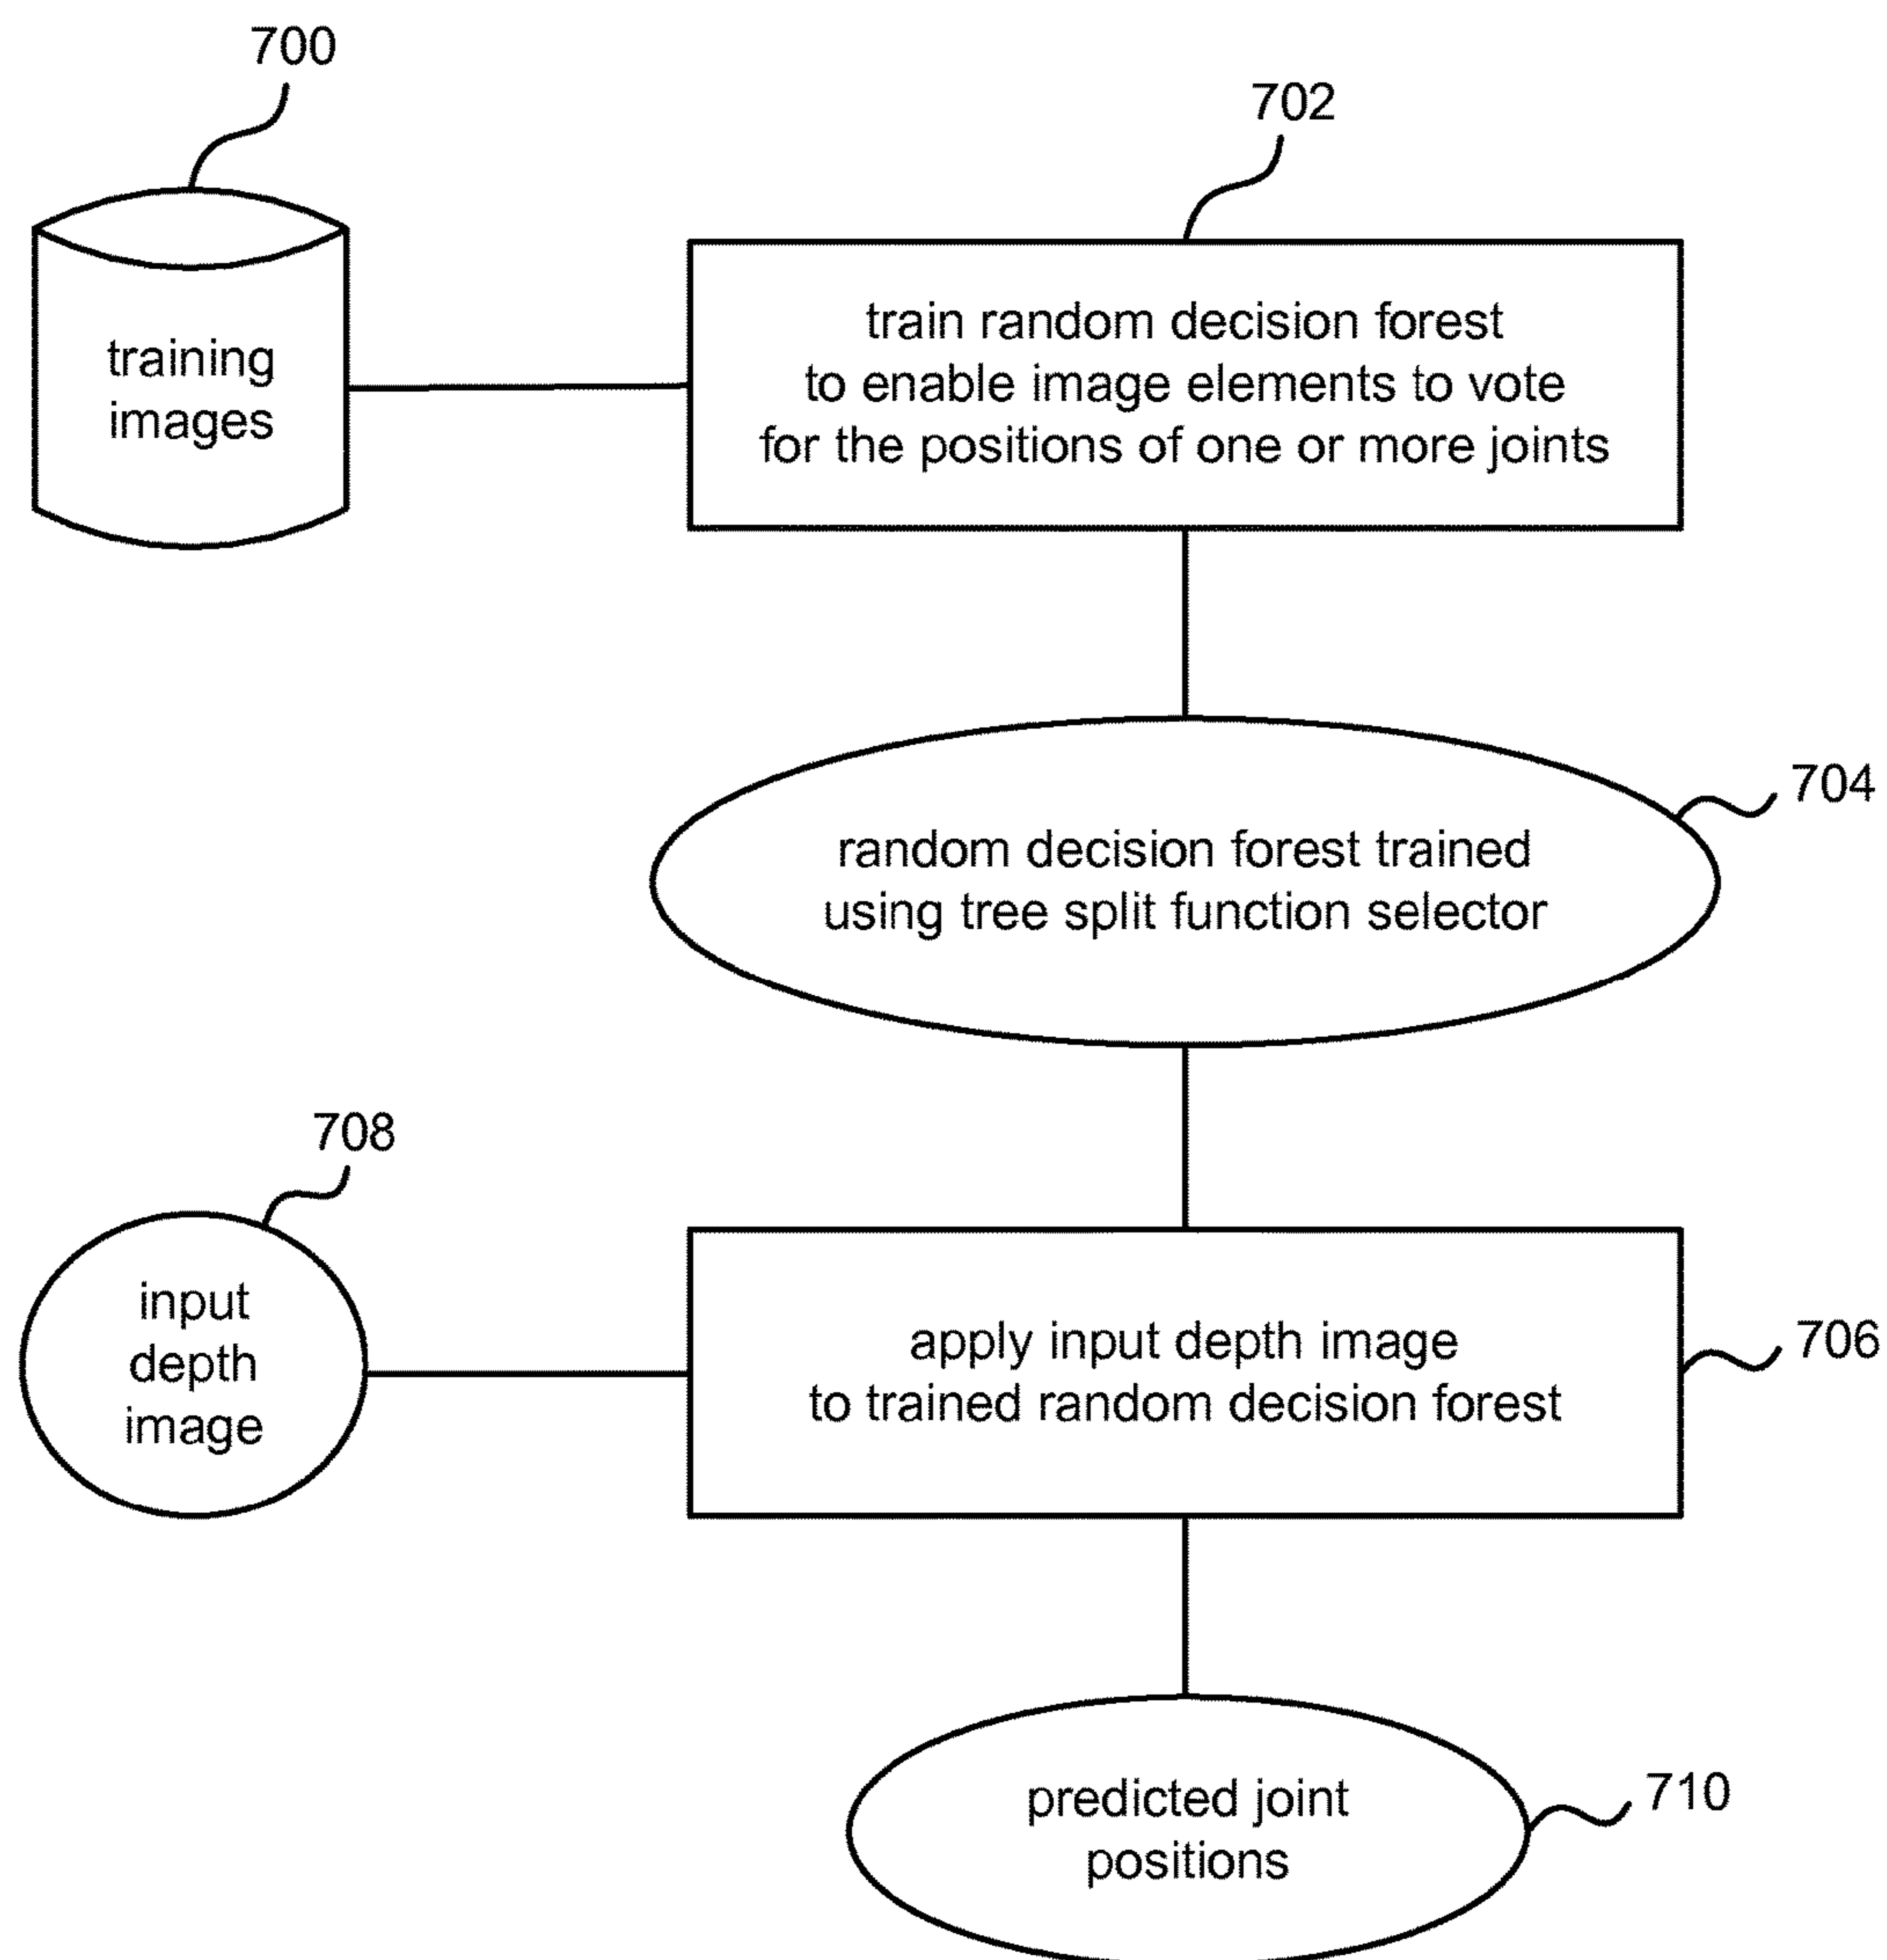 700
702
training
images
train random decision forest
to enable image elements to vote
for the positions of one or more joints
704
random decision forest trained
using tree split function selector
708
input
depth
image
apply input depth image
to trained random decision forest
706
predicted joint
positions
710